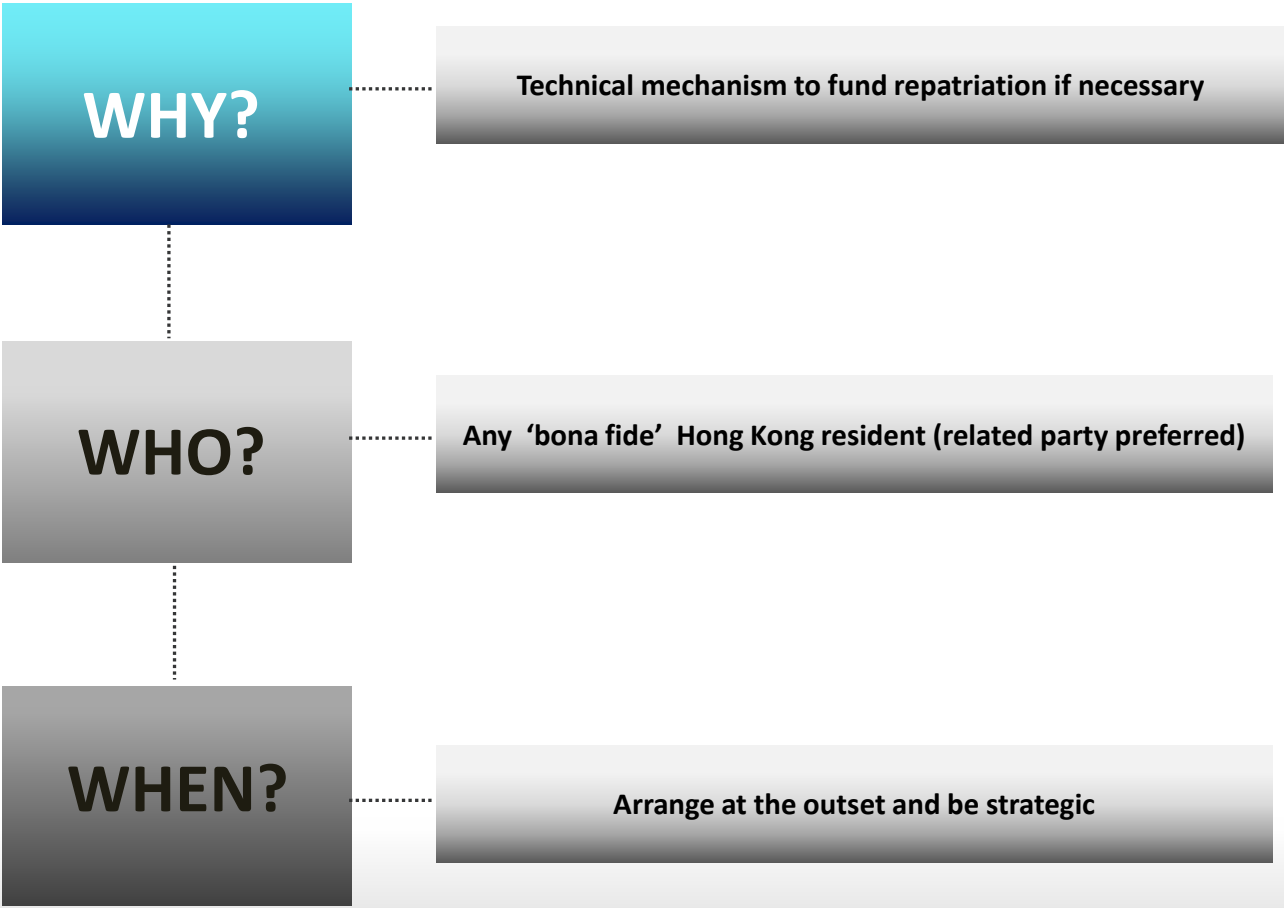 WHY?
Technical mechanism to fund repatriation if necessary
WHO?
Any ‘bona fide’ Hong Kong resident (related party preferred)
WHEN?
Arrange at the outset and be strategic